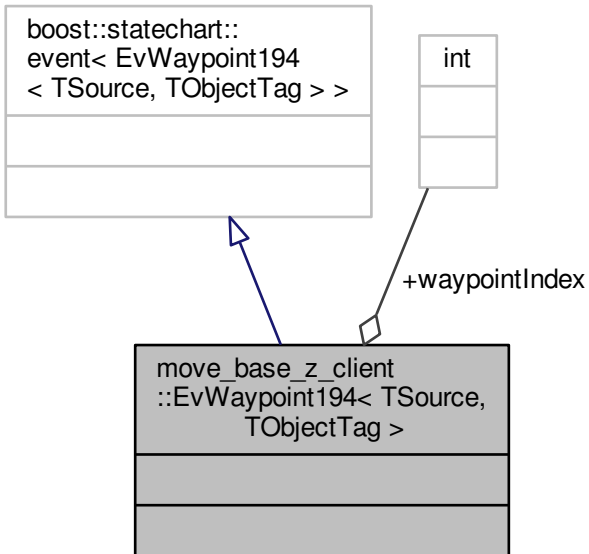 boost::statechart::
event< EvWaypoint194
< TSource, TObjectTag > >
int
+waypointIndex
move_base_z_client
::EvWaypoint194< TSource,
TObjectTag >